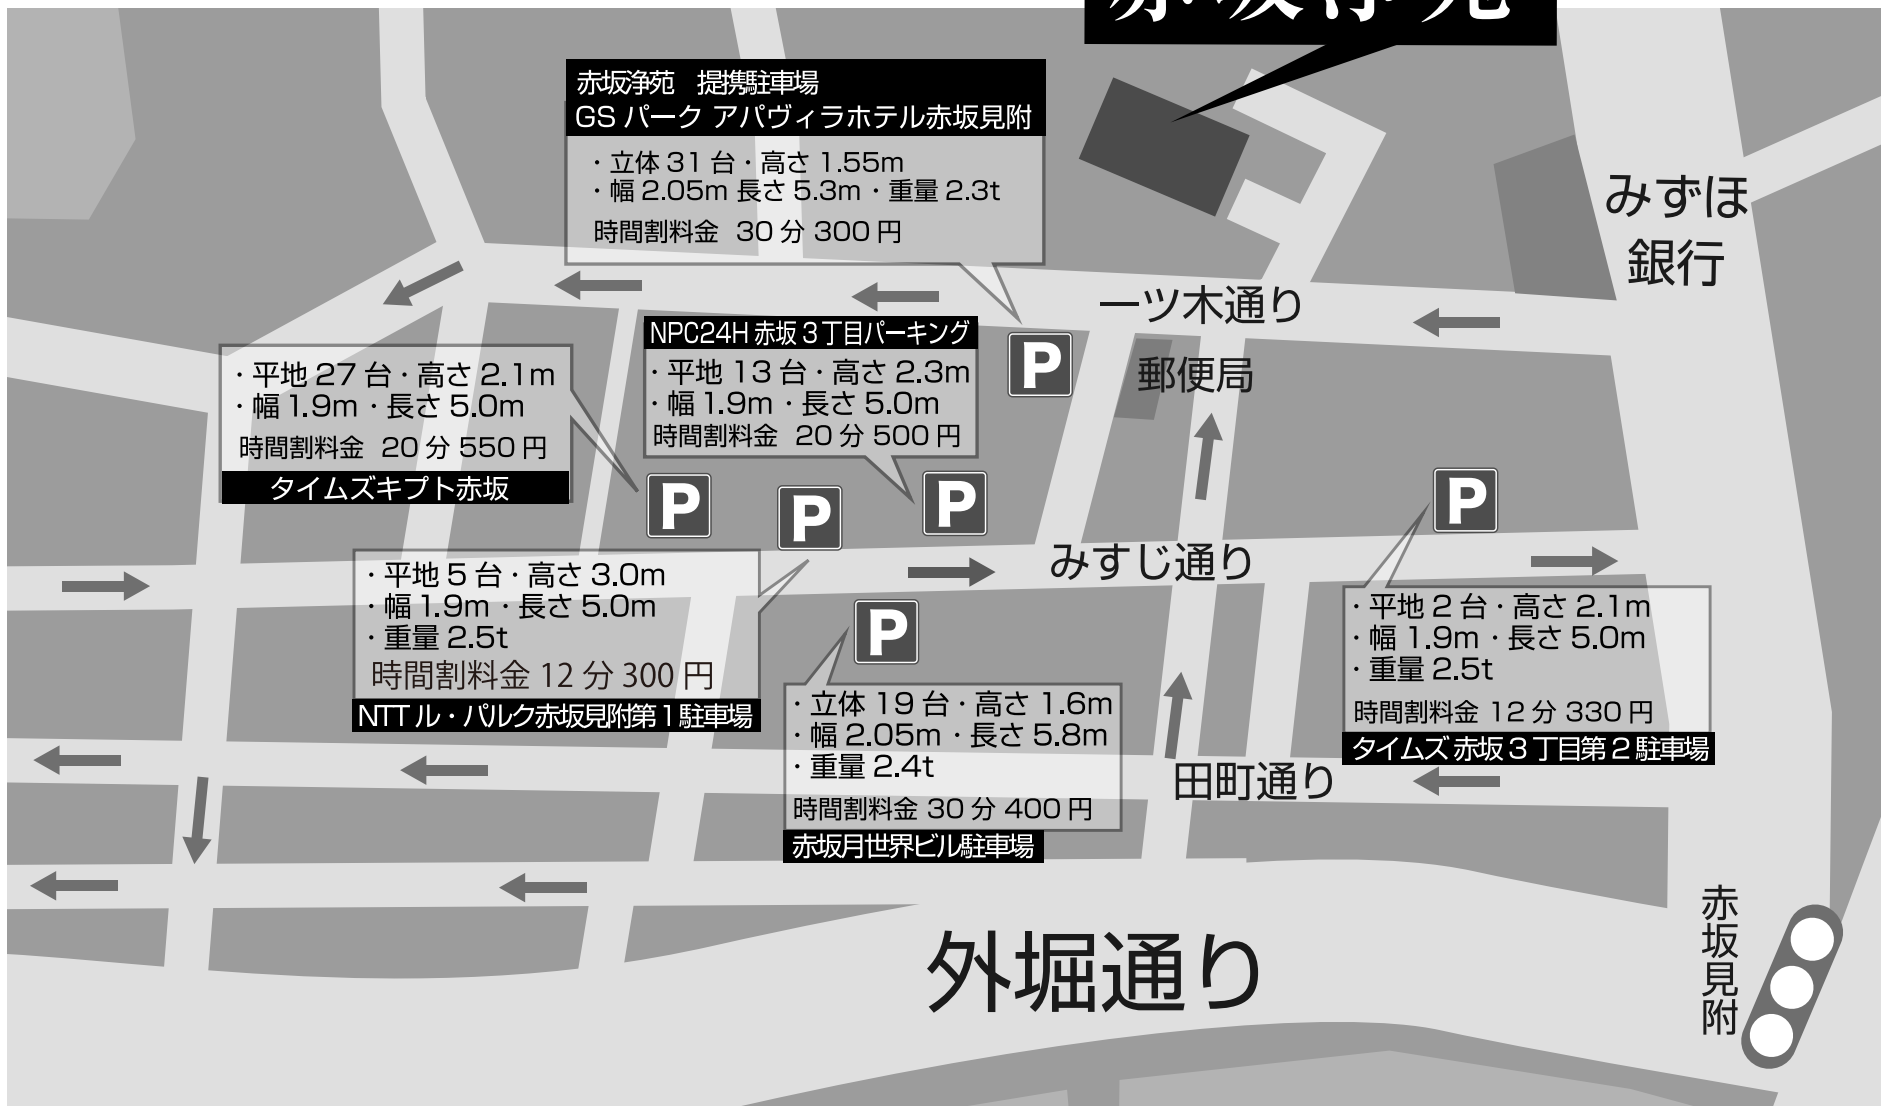 赤坂浄苑
赤坂浄苑 提携駐車場
GS パーク アパヴィラホテル赤坂見附
・立体 31 台・高さ 1.55m
・幅 2.05m 長さ 5.3m・重量 2.3t
時間割料金 30 分 300 円
みずほ
銀行
一ツ木通り
NPC24H 赤坂 3 丁目パーキング
・平地 13 台・高さ 2.3m
・幅 1.9m・長さ 5.0m
時間割料金 20 分 500 円
P
郵便局
・平地 27 台・高さ 2.1m
・幅 1.9m・長さ 5.0m
時間割料金 20 分 550 円
タイムズキプト赤坂
P
P
P
P
みすじ通り
・平地 5 台・高さ 3.0m
・幅 1.9m・長さ 5.0m
・重量 2.5t
時間割料金 12 分 300 円
NTT ル・パルク赤坂見附第 1 駐車場
P
・立体 19 台・高さ 1.6m
・幅 2.05m・長さ 5.8m
・重量 2.4t
時間割料金 30 分 400 円
赤坂月世界ビル駐車場
・平地 2 台・高さ 2.1m
・幅 1.9m・長さ 5.0m
・重量 2.5t
時間割料金 12 分 330 円
タイムズ 赤坂 3 丁目第 2 駐車場
田町通り
外堀通り
赤坂見附